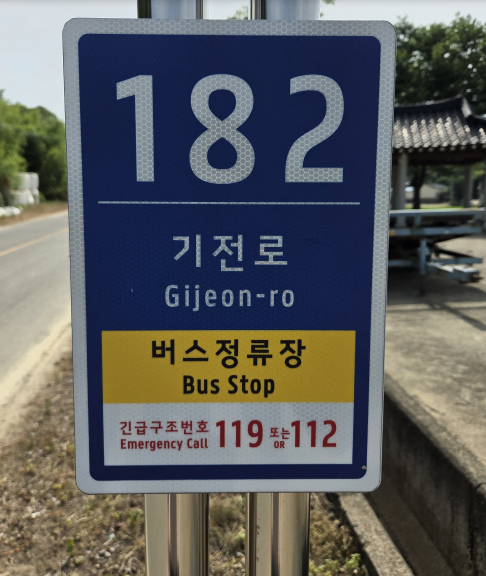 182
기전로
Gijeon-ro
버스정류장
Bus Stop
긴급구조번호 119 또는 112
Emergency Call OR